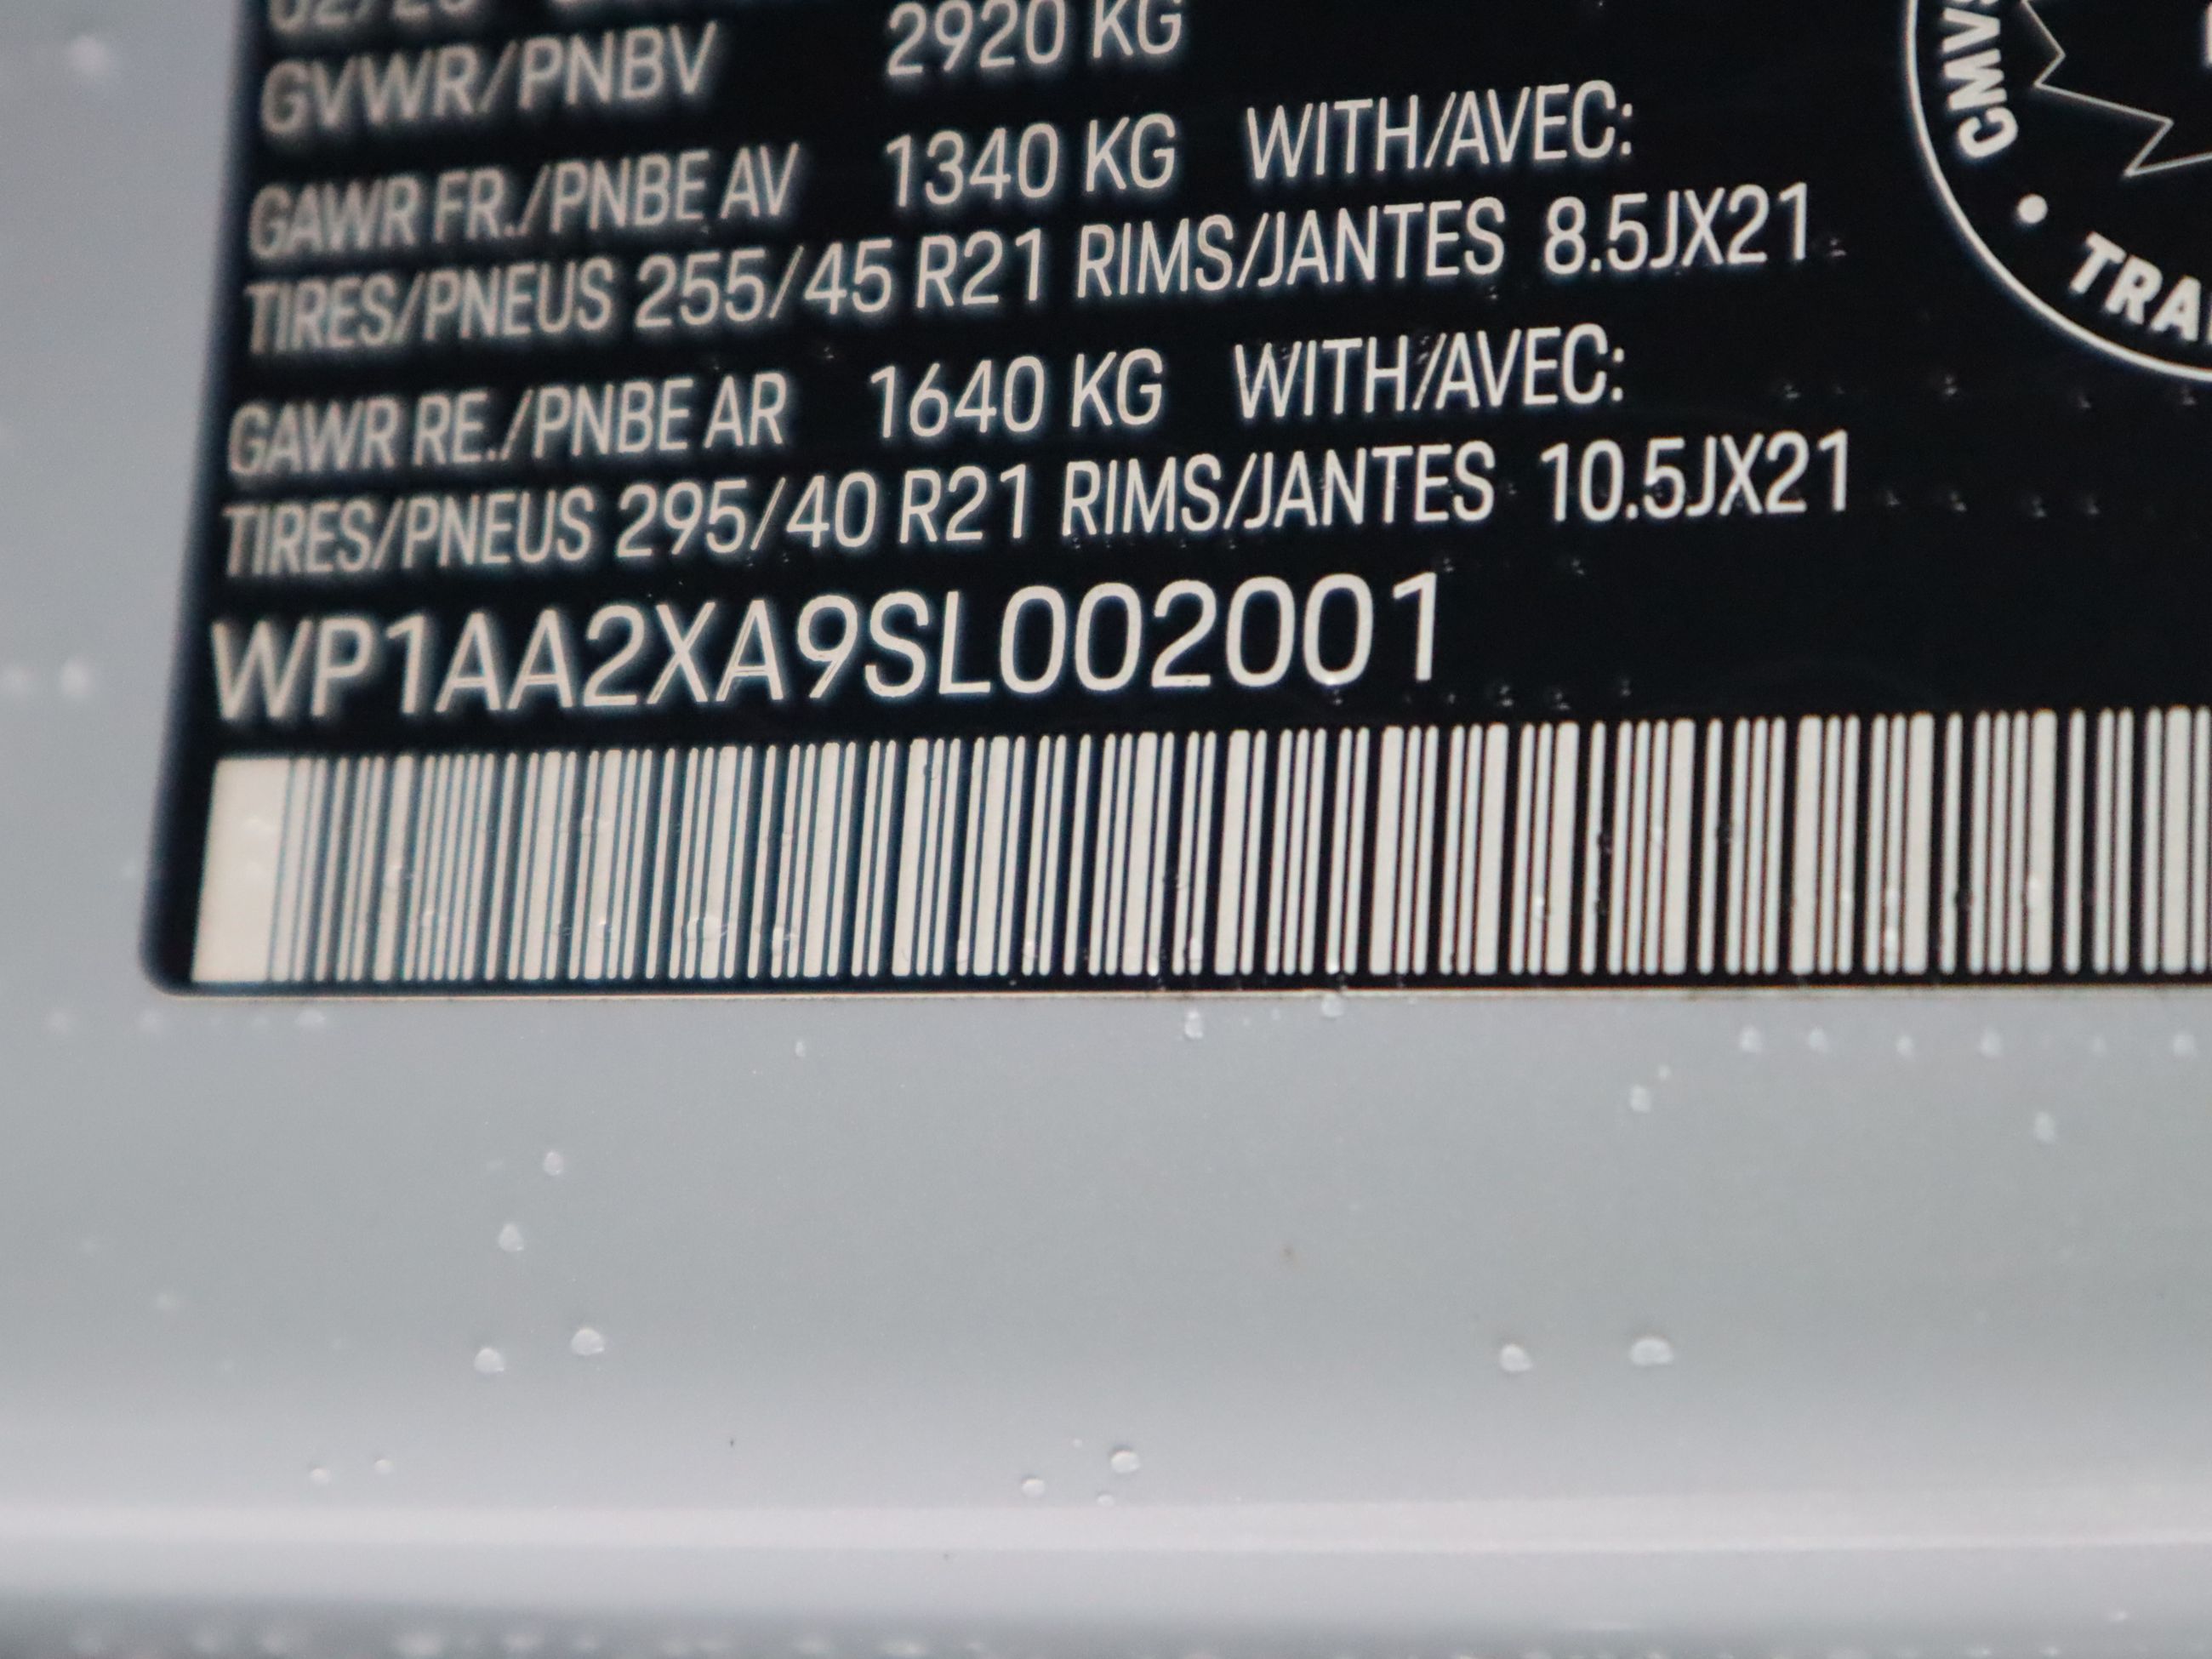 GVWR/PNBV 2920 KG
GAWR FR./PNBE AV 1340 KG WITH/AVEC:
TIRES/PNEUS 255/45 R21 RIMS/JANTES 8.5JX21
GAWR RE./PNBE AR 1640 KG WITH/AVEC:
TIRES/PNEUS 295/40 R21 RIMS/JANTES 10.5JX21
WP1AA2XA9SL002001